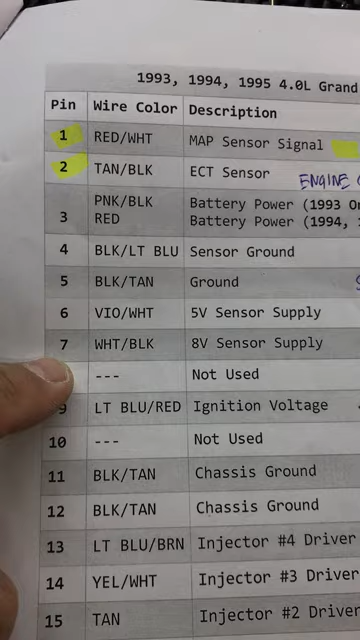 1993, 1994, 1995 4.0L Grand
Pin Wire Color Description
1 RED/WHT MAP Sensor Signal
2 TAN/BLK ECT Sensor ENGINE
3 PNK/BLK Battery Power (1993
RED Battery Power (1994,
4 BLK/LT BLU Sensor Ground
5 BLK/TAN Ground
6 VIO/WHT 5V Sensor Supply
7 WHT/BLK 8V Sensor Supply
--- Not Used
9 LT BLU/RED Ignition Voltage
10 --- Not Used
11 BLK/TAN Chassis Ground
12 BLK/TAN Chassis Ground
13 LT BLU/BRN Injector #4 Driver
14 YEL/WHT Injector #3 Driver
15 TAN Injector #2 Driver